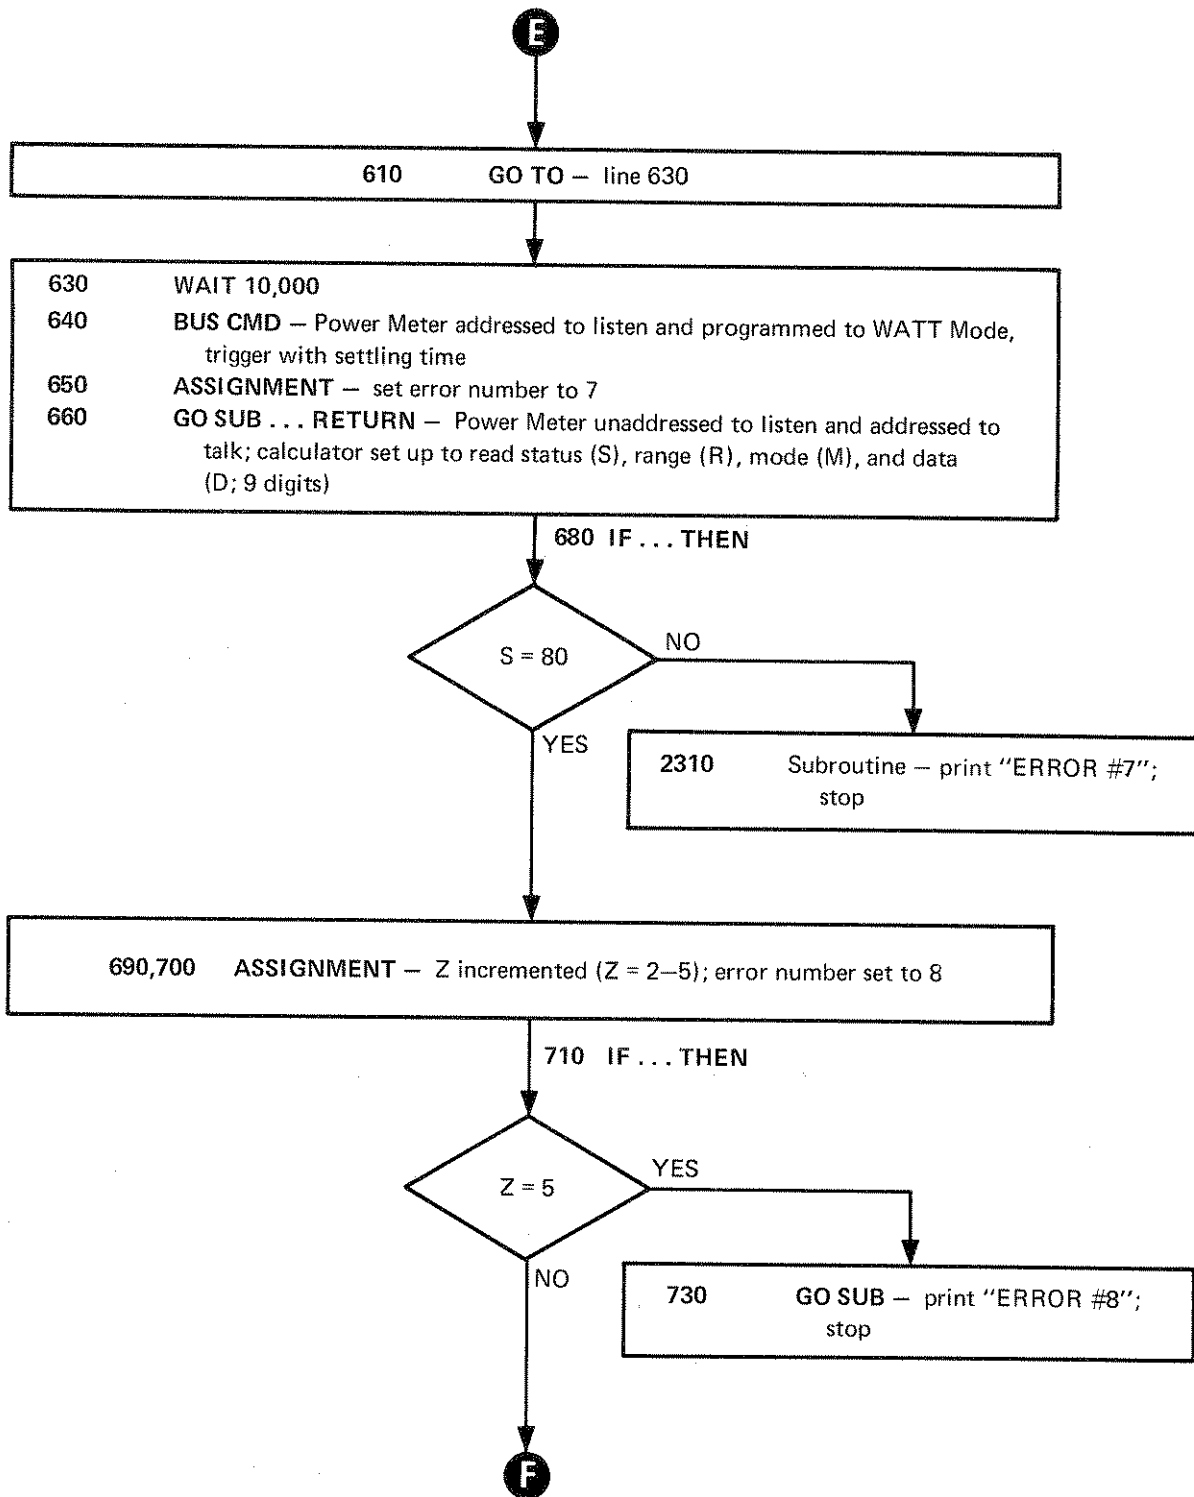 E
610 GO TO — line 630
630 WAIT 10,000
640 BUS CMD — Power Meter addressed to listen and programmed to WATT Mode,
trigger with settling time
650 ASSIGNMENT — set error number to 7
660 GO SUB . . . RETURN — Power Meter unaddressed to listen and addressed to
talk; calculator set up to read status (S), range (R), mode (M), and data
(D; 9 digits)
680 IF . . . THEN
S = 80
NO
YES
2310 Subroutine — print “ERROR #7”;
stop
690,700 ASSIGNMENT — Z incremented (Z = 2—5); error number set to 8
710 IF . . . THEN
Z = 5
YES
NO
730 GO SUB — print “ERROR #8”;
stop
F